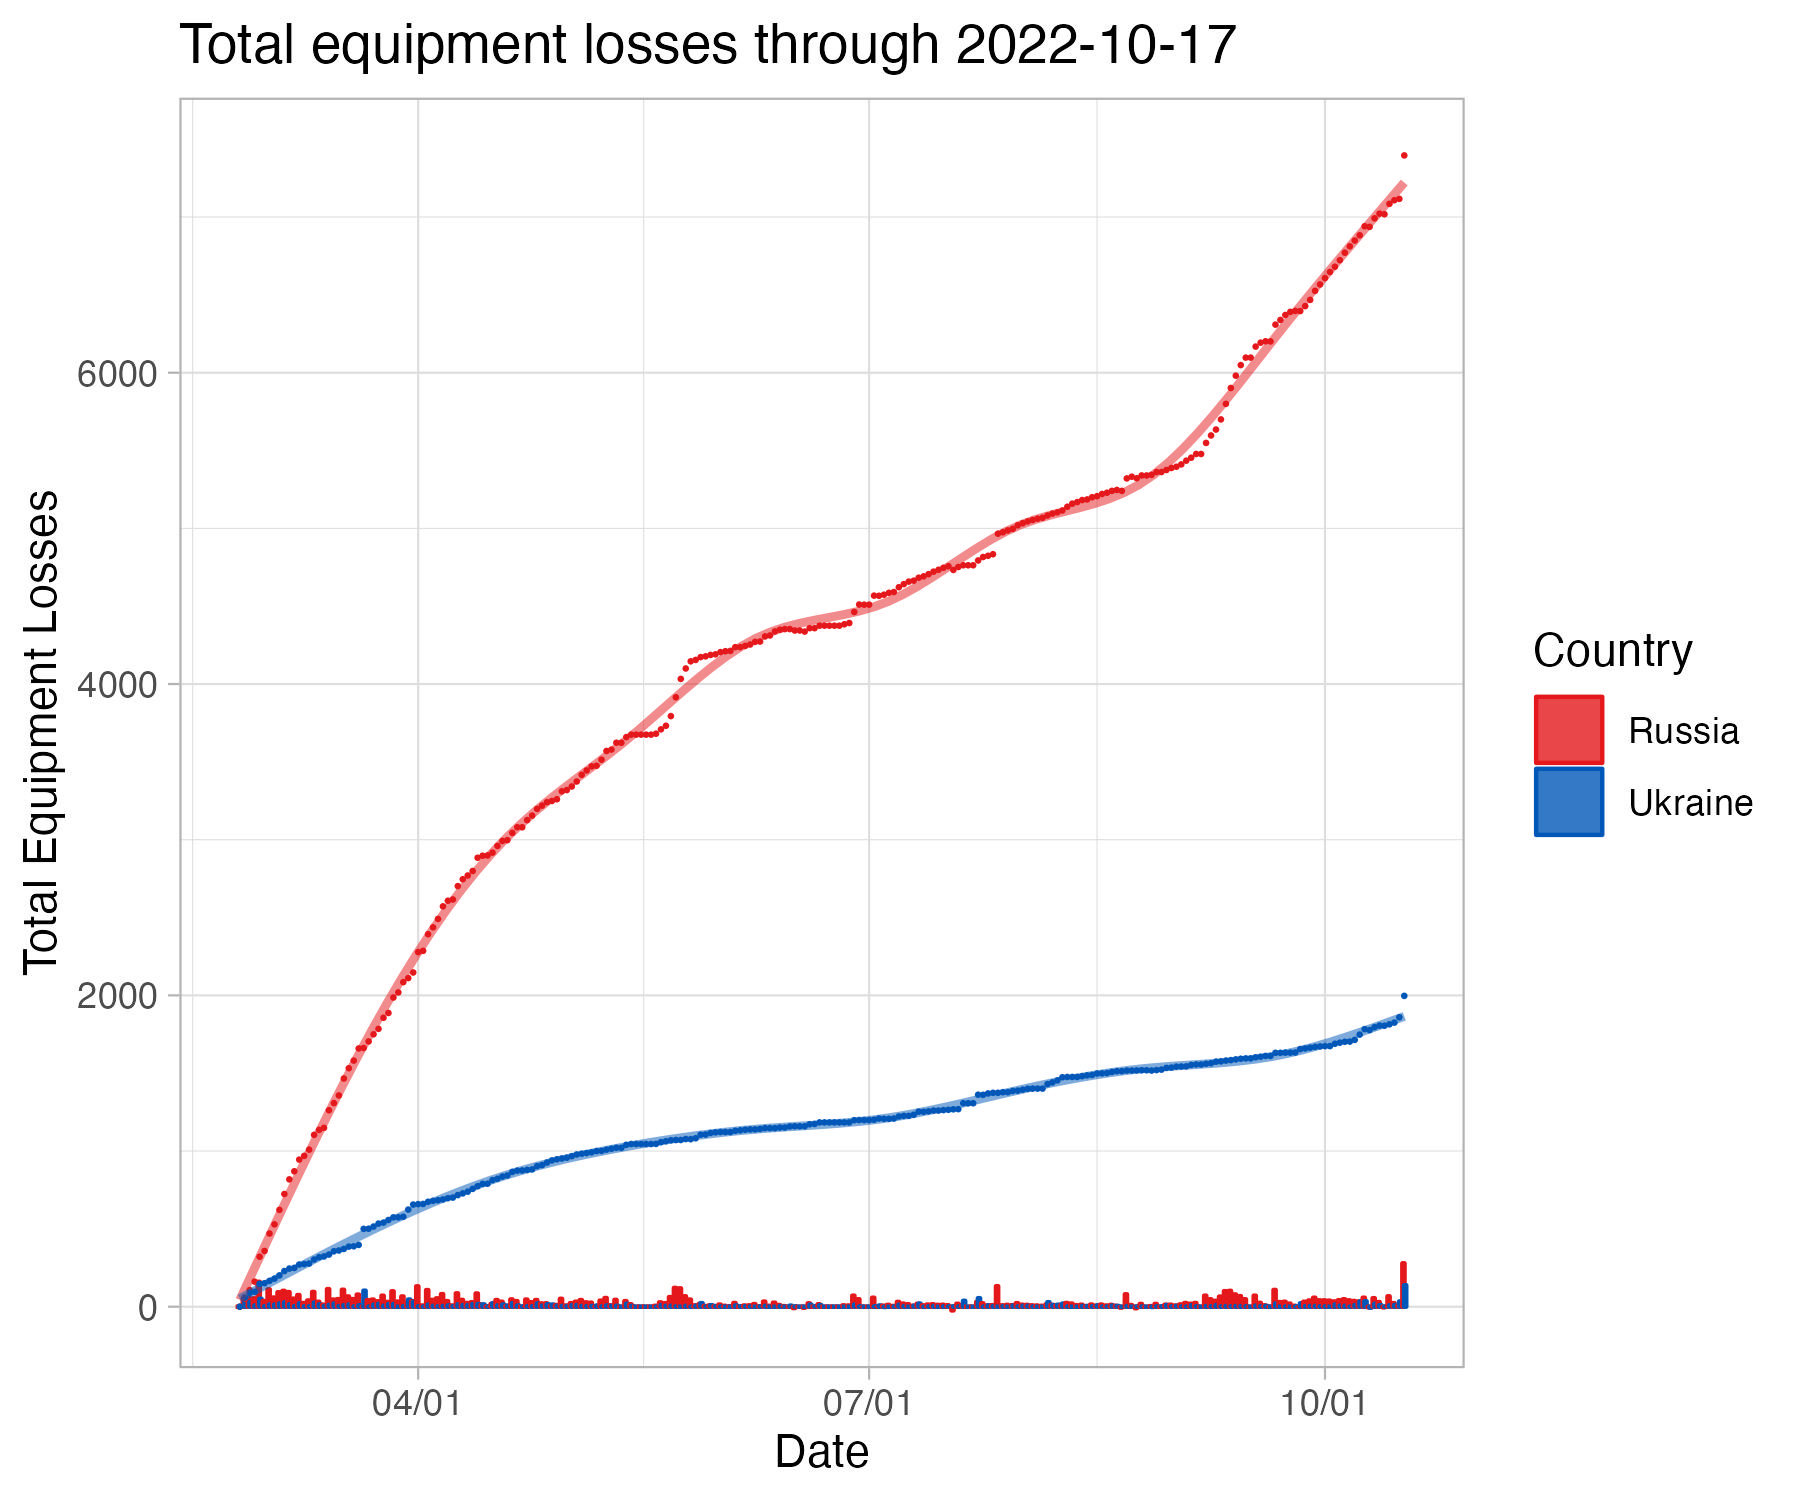 Total equipment losses through 2022-10-17
Total Equipment Losses
6000
4000
2000
0
04/01
07/01
10/01
Date
Country
Russia
Ukraine